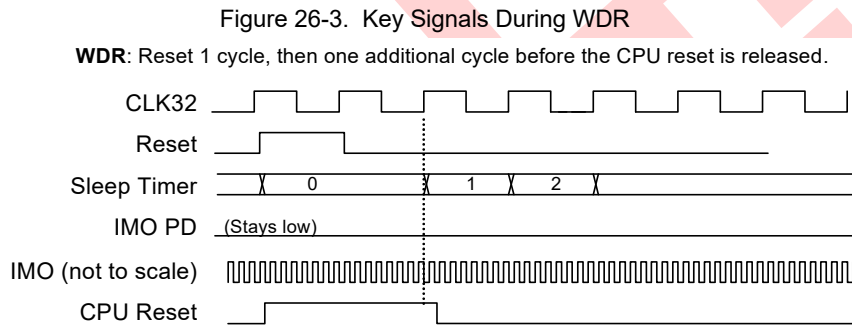 Figure 26-3. Key Signals During WDR
WDR: Reset 1 cycle, then one additional cycle before the CPU reset is released.
CLK32
Reset
Sleep Timer 0 1 2
IMO PD (Stays low)
IMO (not to scale)
CPU Reset